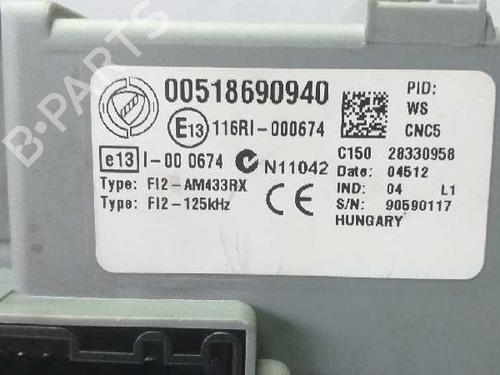 00518690940
E13 116RI-000674
e13 I-00 0674 N11042
Type: FI2-AM433RX
Type: FI2-125kHz
CE
PID:
WS
CNC5
C150 28330958
Date: 04512
IND: 04 L1
S/N: 90590117
HUNGARY
B-PARTS